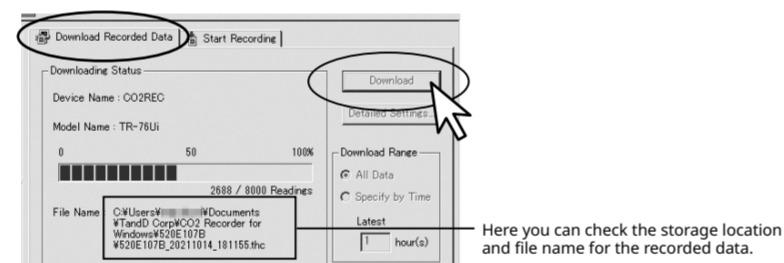 Download Recorded Data
Start Recording
Downloading Status
Device Name : CO2REC
Model Name : TR-76Ui
0 50 100%
2688 / 8000 Readings
File Name : C:¥Users¥ ¥Documents
¥TandD Corp¥CO2 Recorder for
Windows¥520E107B
¥520E107B_20211014_181155.thc
Download
Detailed Settings...
Download Range
All Data
Specify by Time
Latest
1 hour(s)
Here you can check the storage location
and file name for the recorded data.